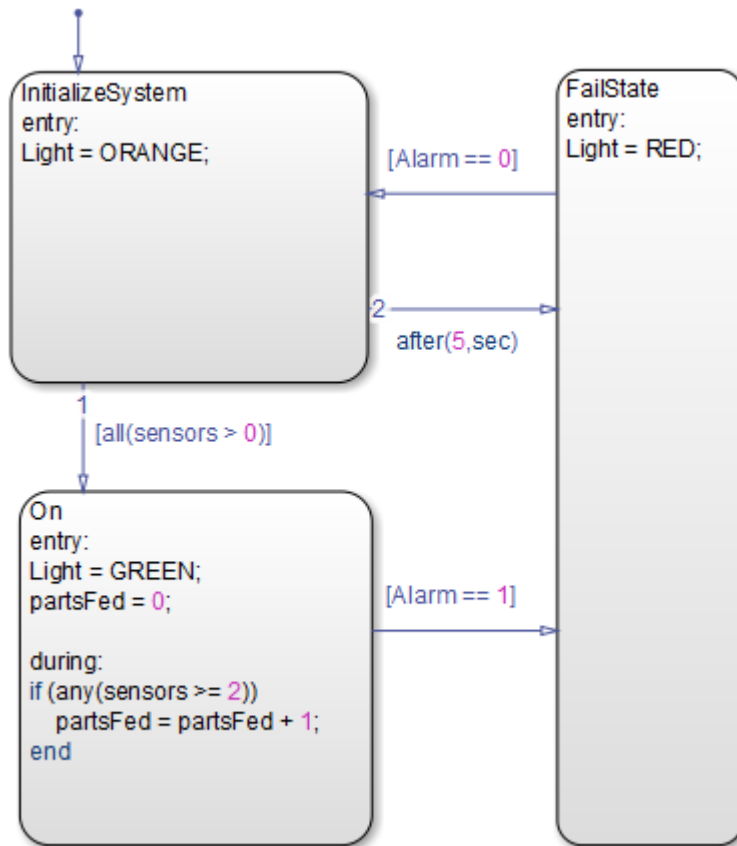 InitializeSystem
entry:
Light = ORANGE;
FailState
entry:
Light = RED;
[Alarm == 0]
2
after(5,sec)
1
[all(sensors > 0)]
On
entry:
Light = GREEN;
partsFed = 0;
during:
if (any(sensors >= 2))
partsFed = partsFed + 1;
end
[Alarm == 1]